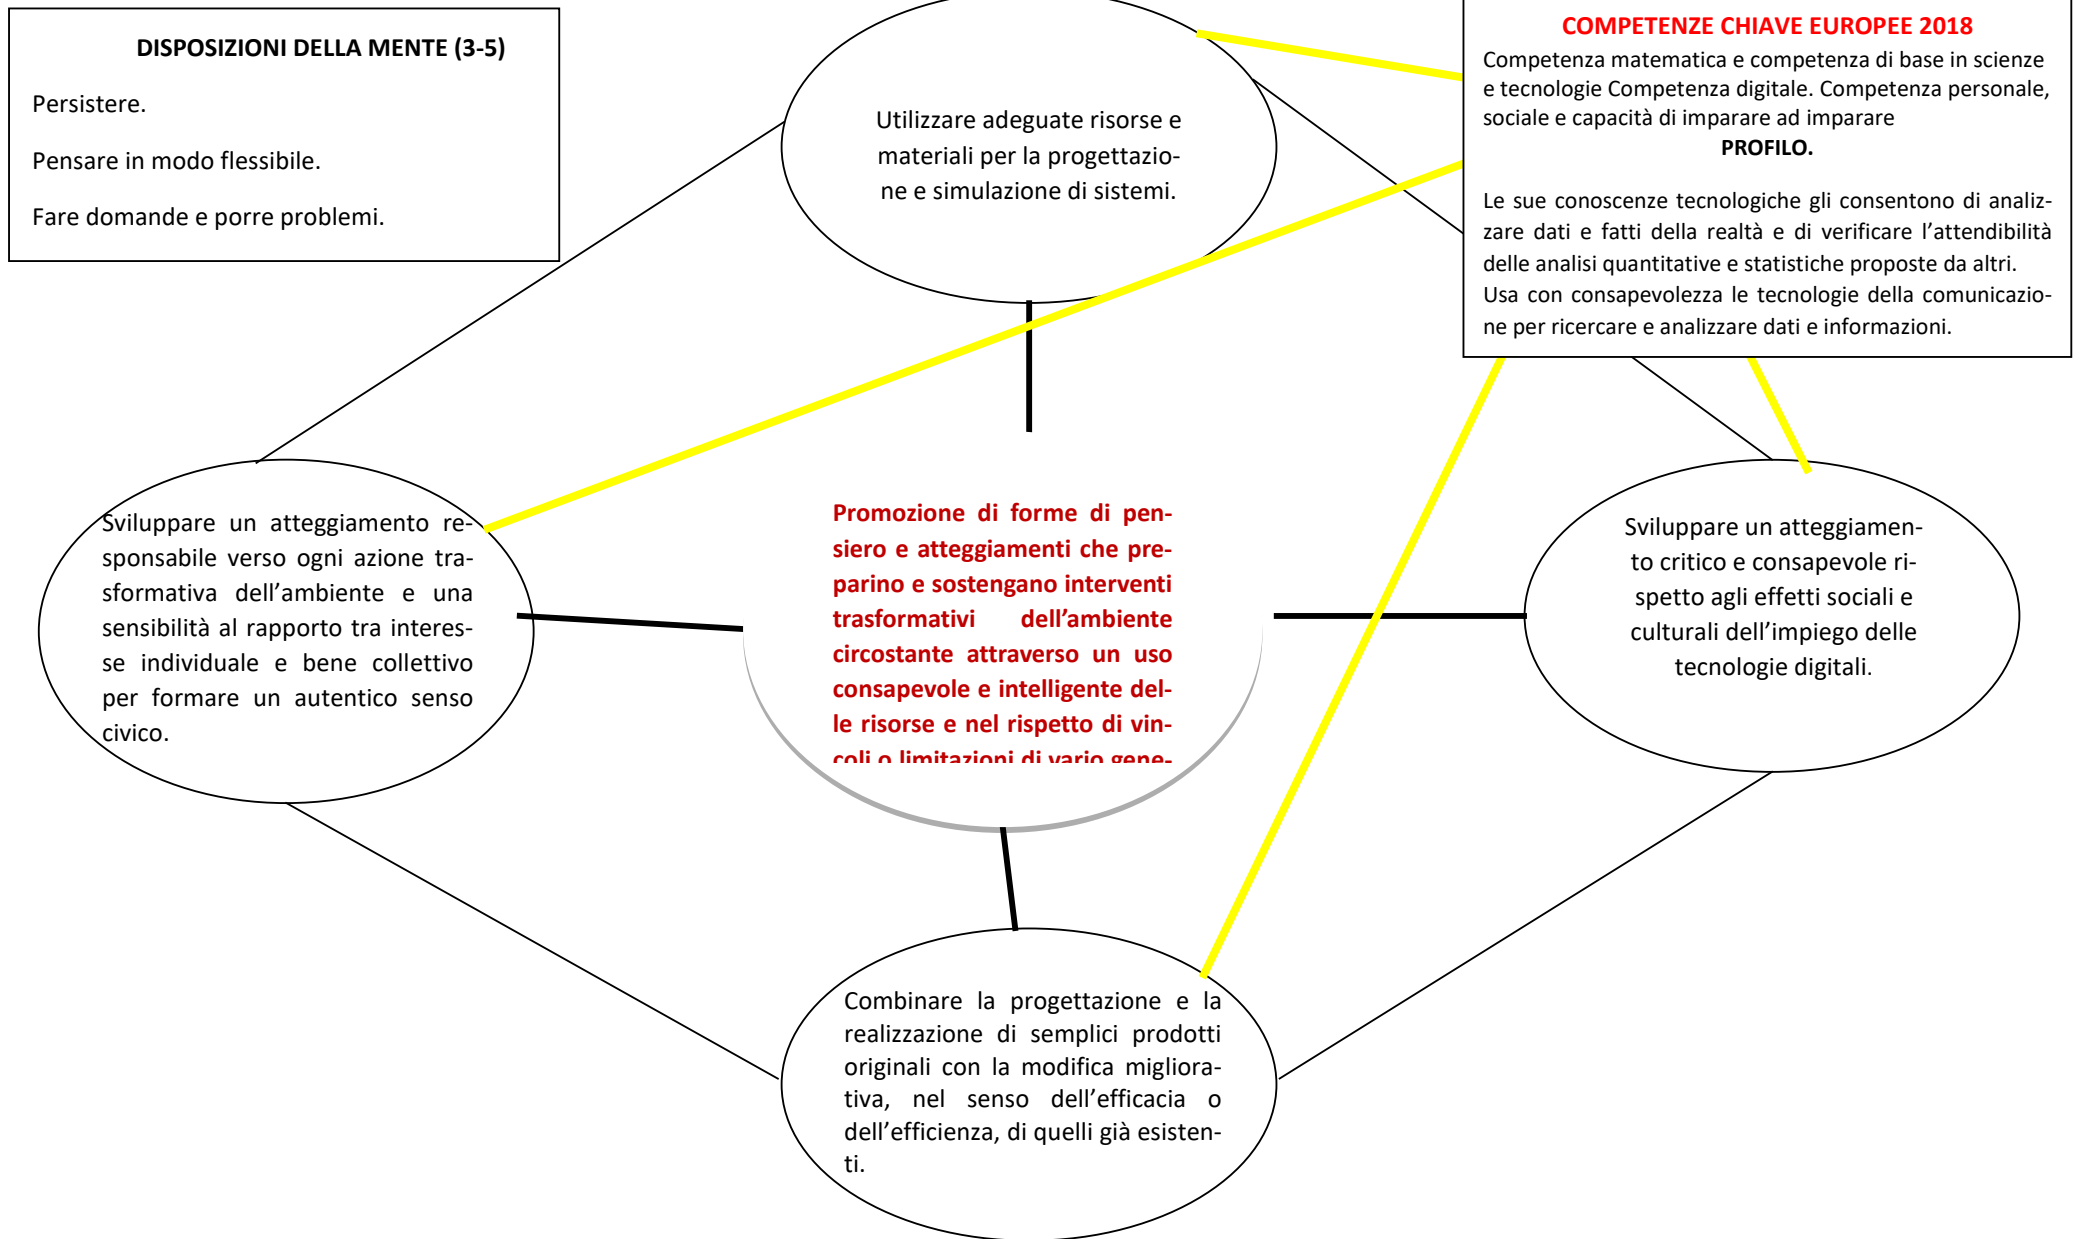 DISPOSIZIONI DELLA MENTE (3-5)
Persistere.
Pensare in modo flessibile.
Fare domande e porre problemi.
Utilizzare adeguate risorse e
materiali per la progettazio-
ne e simulazione di sistemi.
COMPETENZE CHIAVE EUROPEE 2018
Competenza matematica e competenza di base in scienze
e tecnologie Competenza digitale. Competenza personale,
sociale e capacità di imparare ad imparare
PROFILO.
Le sue conoscenze tecnologiche gli consentono di analiz-
zare dati e fatti della realtà e di verificare l’attendibilità
delle analisi quantitative e statistiche proposte da altri.
Usa con consapevolezza le tecnologie della comunicazio-
ne per ricercare e analizzare dati e informazioni.
Sviluppare un atteggiamento re-
sponsabile verso ogni azione tra-
sformativa dell’ambiente e una
sensibilità al rapporto tra interes-
se individuale e bene collettivo
per formare un autentico senso
civico.
Promozione di forme di pen-
siero e atteggiamenti che pre-
parino e sostengano interventi
trasformativi dell’ambiente
circostante attraverso un uso
consapevole e intelligente del-
le risorse e nel rispetto di vin-
coli o limitazioni di vario gene-
Sviluppare un atteggiamen-
to critico e consapevole ri-
spetto agli effetti sociali e
culturali dell’impiego delle
tecnologie digitali.
Combinare la progettazione e la
realizzazione di semplici prodotti
originali con la modifica migliora-
tiva, nel senso dell’efficacia o
dell’efficienza, di quelli già esisten-
ti.